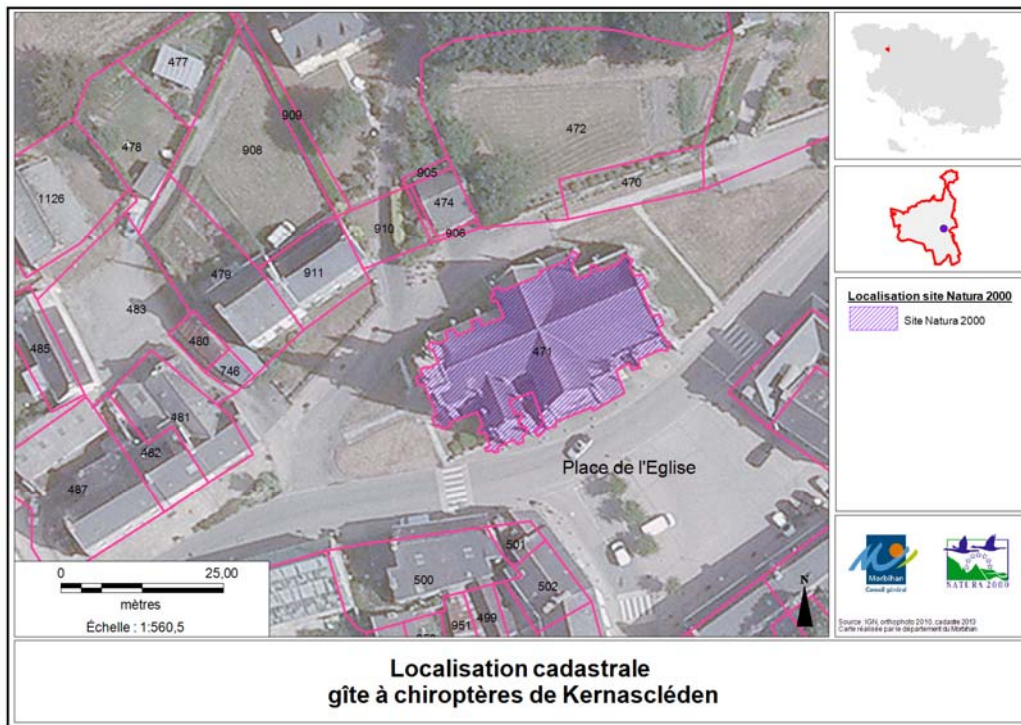 477
478
1126
908
909
472
470
905
474
906
910
911
479
483
480
746
485
481
482
487
471
Place de l'Eglise
501
500
502
499
951
0 25,00
mètres
Échelle : 1:560,5
N
Localisation site Natura 2000
Site Natura 2000
Morbihan
Conseil général
NATURA 2000
Source : IGN, orthophoto 2010, cadastre 2013
Carte réalisée par le département du Morbihan
Localisation cadastrale
gîte à chiroptères de Kernascléden